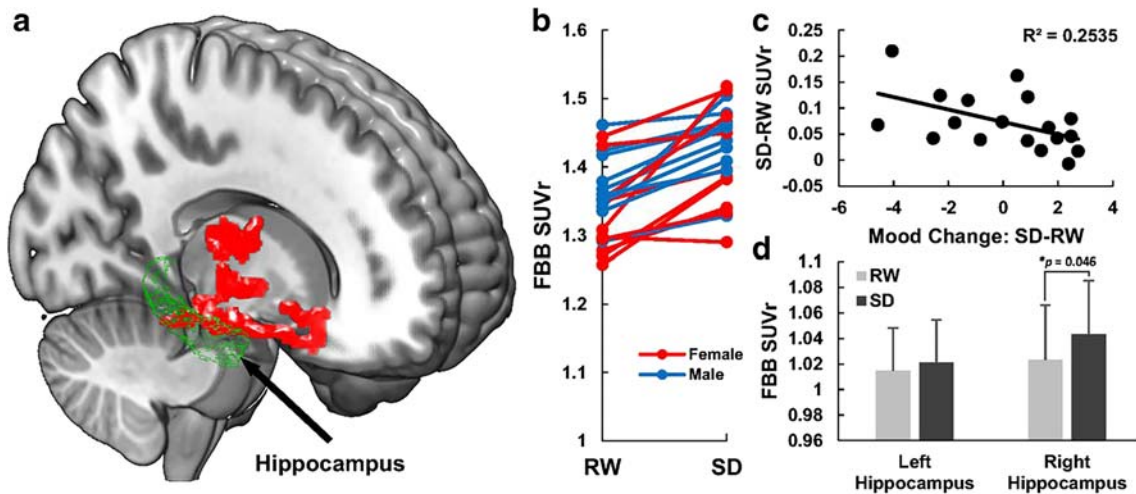 a
Hippocampus
b
FBB SUVr
1.6
1.5
1.4
1.3
1.2
1.1
1
Female
Male
RW SD
c
R² = 0.2535
SD-RW SUVr
0.25
0.2
0.15
0.1
0.05
0
-0.05
-6 -4 -2 0 2 4
Mood Change: SD-RW
d
FBB SUVr
1.1
1.08
1.06
1.04
1.02
1
0.98
0.96
RW
SD
*p = 0.046
Left Right
Hippocampus Hippocampus